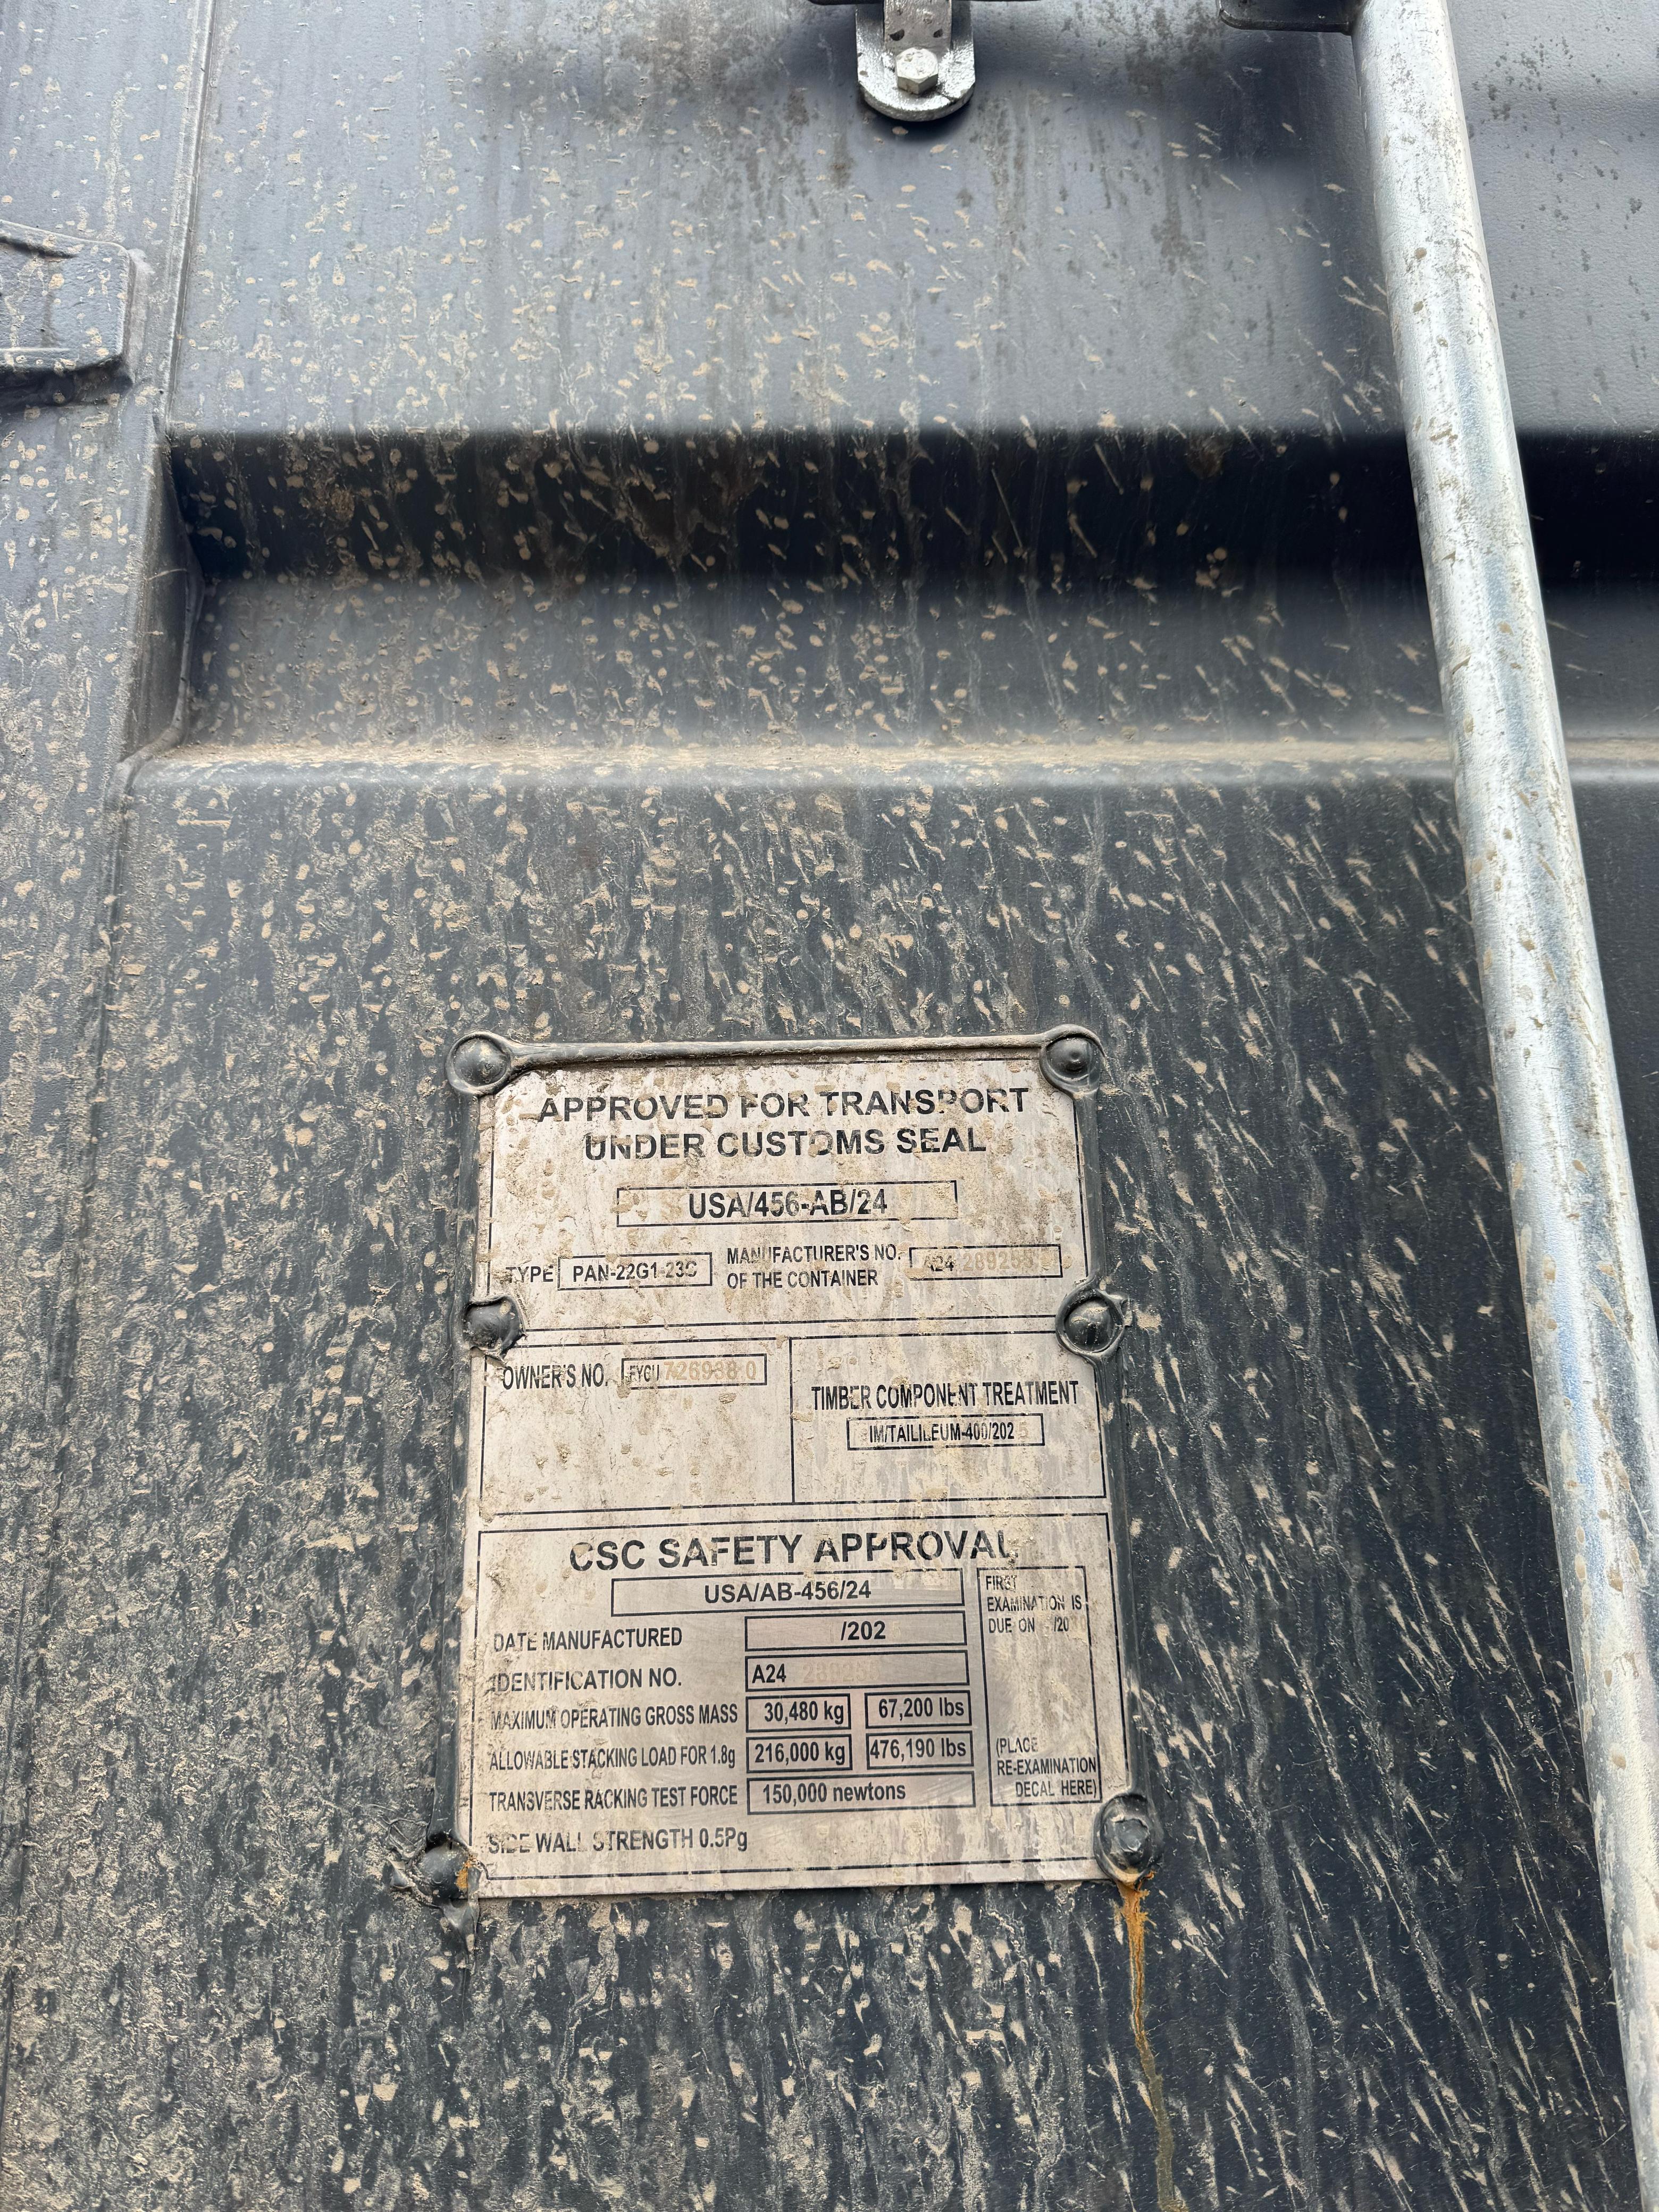 APPROVED FOR TRANSPORT
UNDER CUSTOMS SEAL
USA/456-AB/24
TYPE PAN-22G1-23C MANUFACTURER'S NO. OF THE CONTAINER A24
OWNER'S NO. FYGU
TIMBER COMPONENT TREATMENT
CSC SAFETY APPROVAL
USA/AB-456/24
DATE MANUFACTURED /202
IDENTIFICATION NO. A24
MAXIMUM OPERATING GROSS MASS 30,480 kg 67,200 lbs
ALLOWABLE STACKING LOAD FOR 1.8g 216,000 kg 476,190 lbs
TRANSVERSE RACKING TEST FORCE 150,000 newtons
SIDE WALL STRENGTH 0.5Pg
FIRST
EXAMINATION IS
DUE ON /20
(PLACE
RE-EXAMINATION
DECAL HERE)